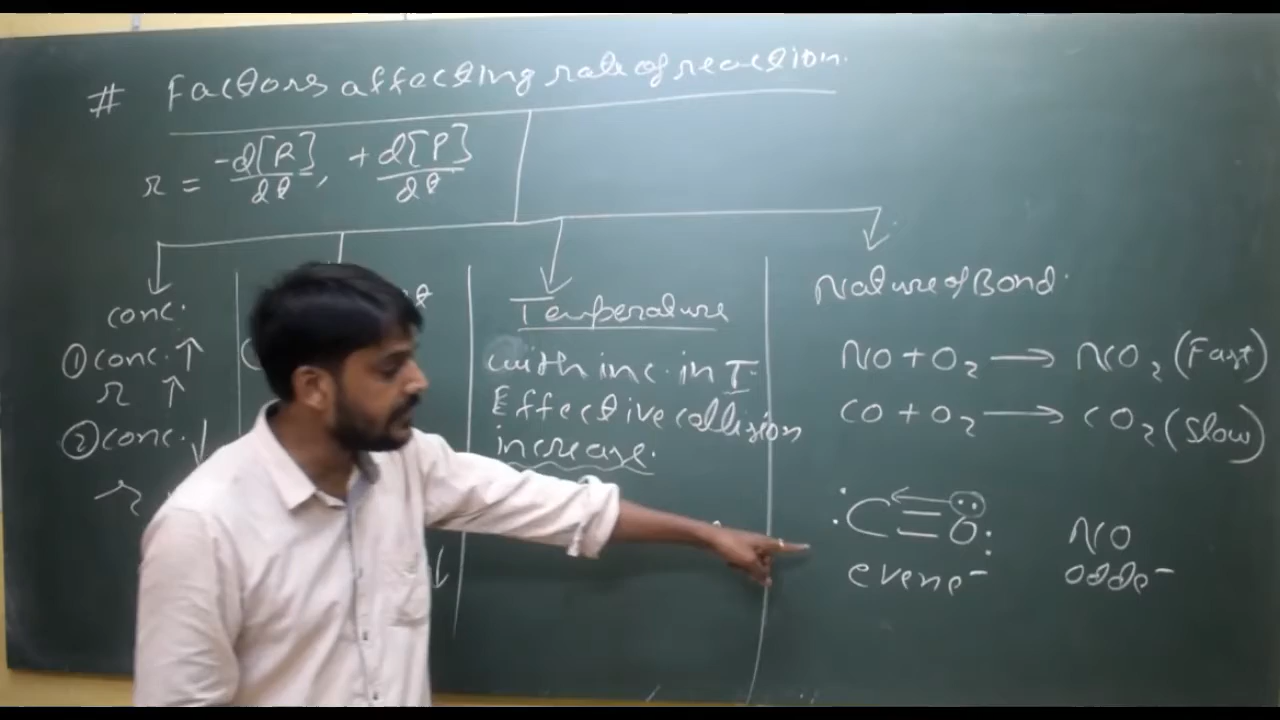 # Factors affecting rate of reaction.
r = -d[R]/dt, + d[P]/dt
conc.
① conc. ↑
r ↑
② conc. ↓
r
Temperature
with inc. in T
Effective collision
increase.
Nature of Bond.
NO + O₂ → NO₂ (Fast)
CO + O₂ → CO₂ (Slow)
:C=O:
NO
even e⁻
odd e⁻